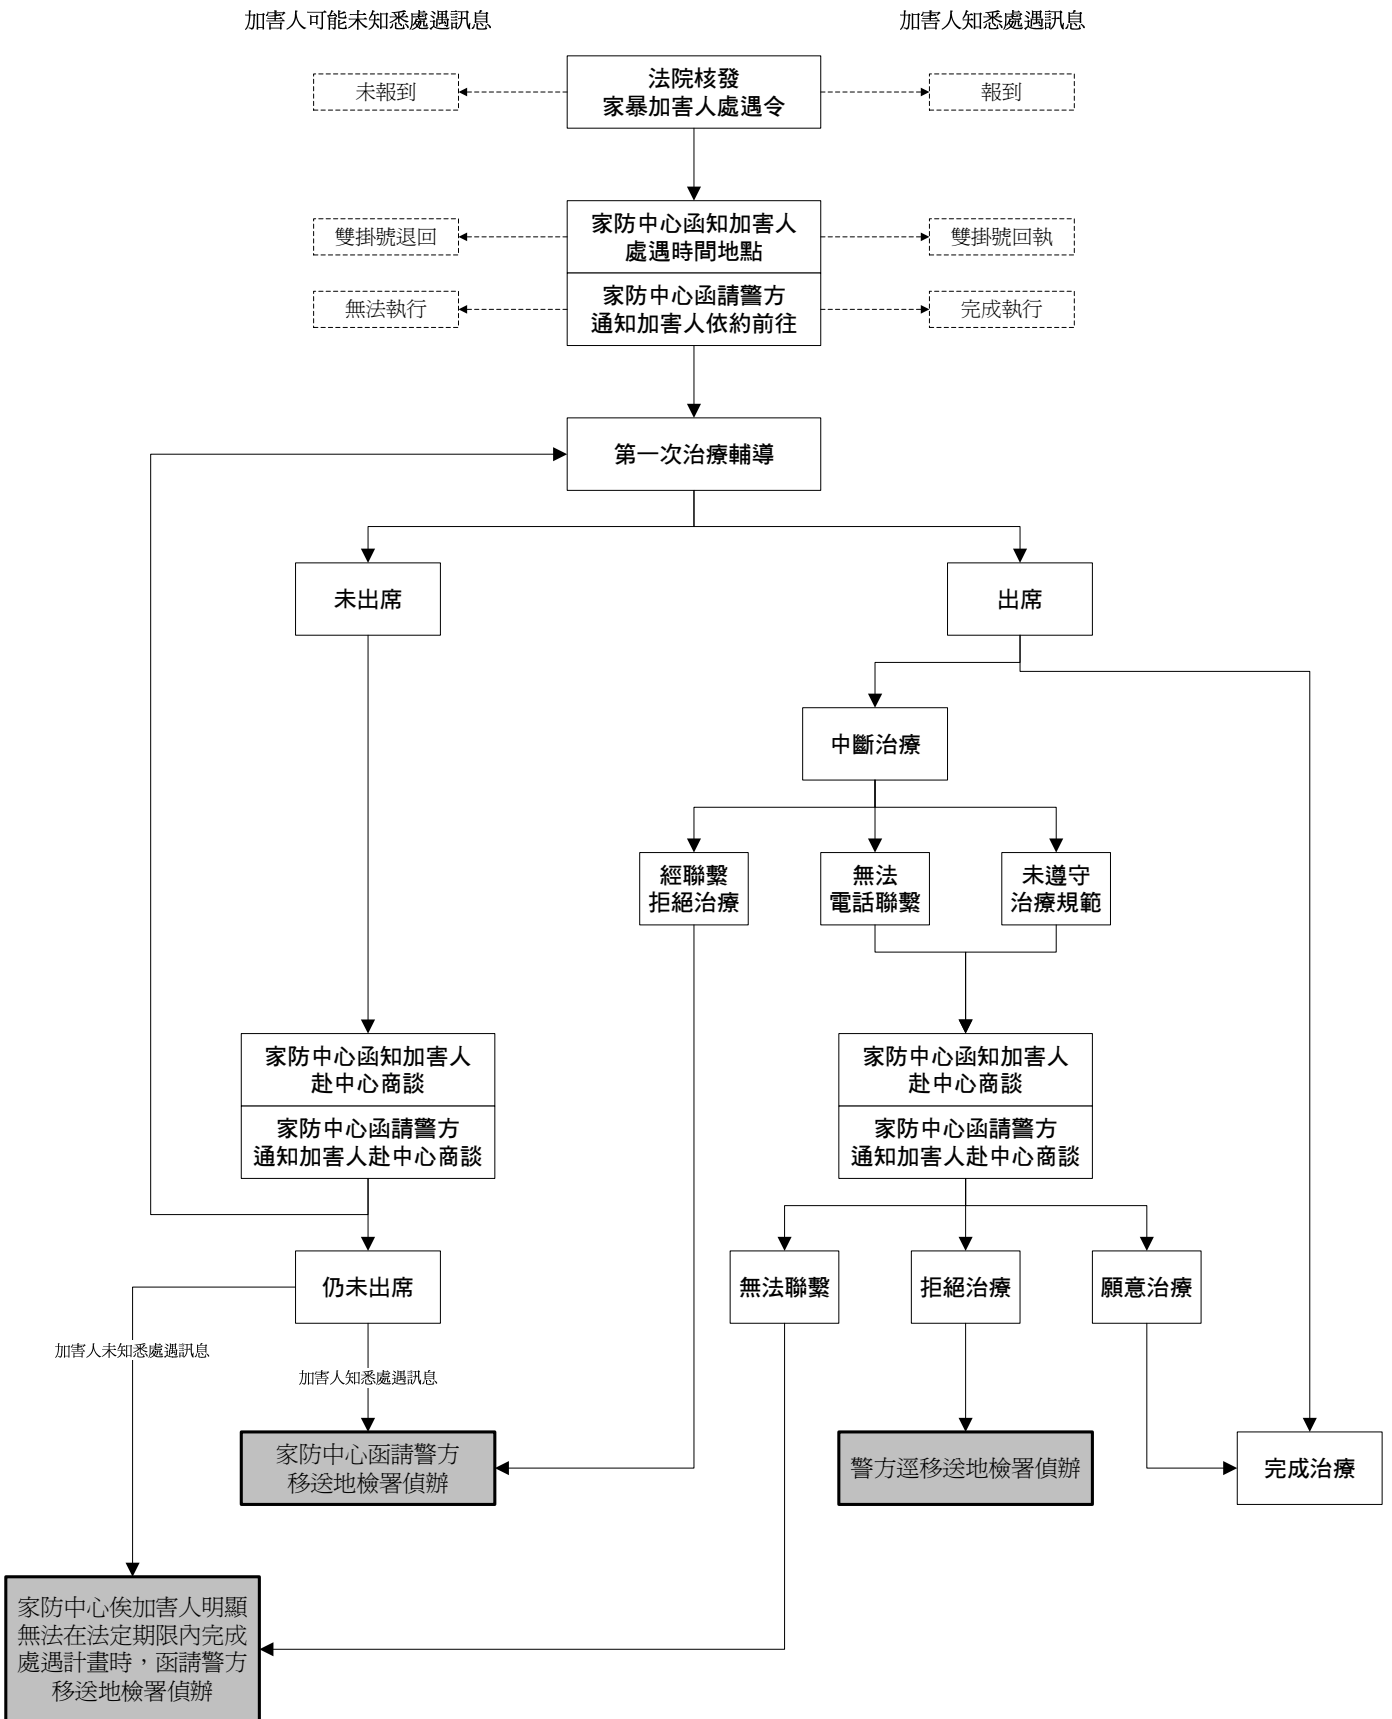 加害人可能未知悉處遇訊息
加害人知悉處遇訊息
未報到
法院核發
家暴加害人處遇令
報到
雙掛號退回
家防中心函知加害人
處遇時間地點
雙掛號回執
無法執行
家防中心函請警方
通知加害人依約前往
完成執行
第一次治療輔導
未出席
出席
中斷治療
經聯繫
拒絕治療
無法
電話聯繫
未遵守
治療規範
家防中心函知加害人
赴中心商談
家防中心函請警方
通知加害人赴中心商談
家防中心函知加害人
赴中心商談
家防中心函請警方
通知加害人赴中心商談
仍未出席
無法聯繫
拒絕治療
願意治療
加害人未知悉處遇訊息
加害人知悉處遇訊息
家防中心函請警方
移送地檢署偵辦
警方逕移送地檢署偵辦
完成治療
家防中心俟加害人明顯
無法在法定期限內完成
處遇計畫時，函請警方
移送地檢署偵辦